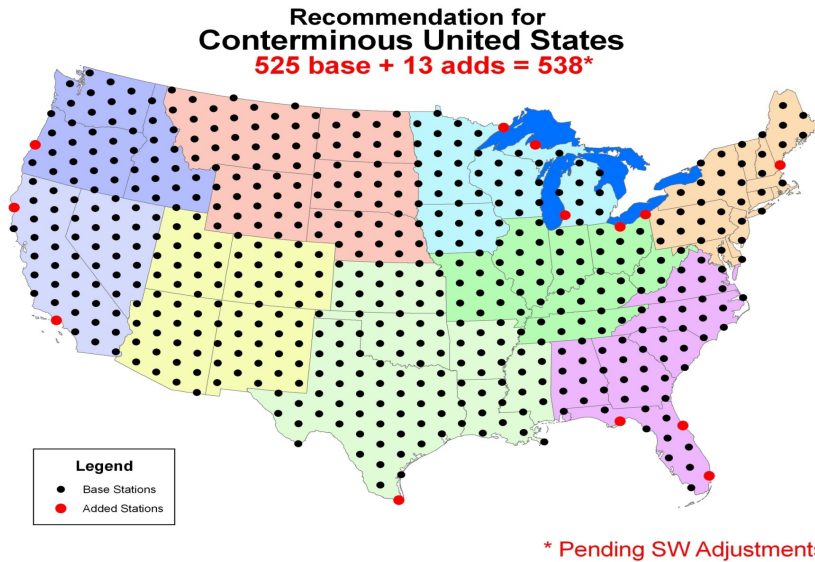 Recommendation for
Conterminous United States
525 base + 13 adds = 538*
Legend
Base Stations
Added Stations
* Pending SW Adjustments